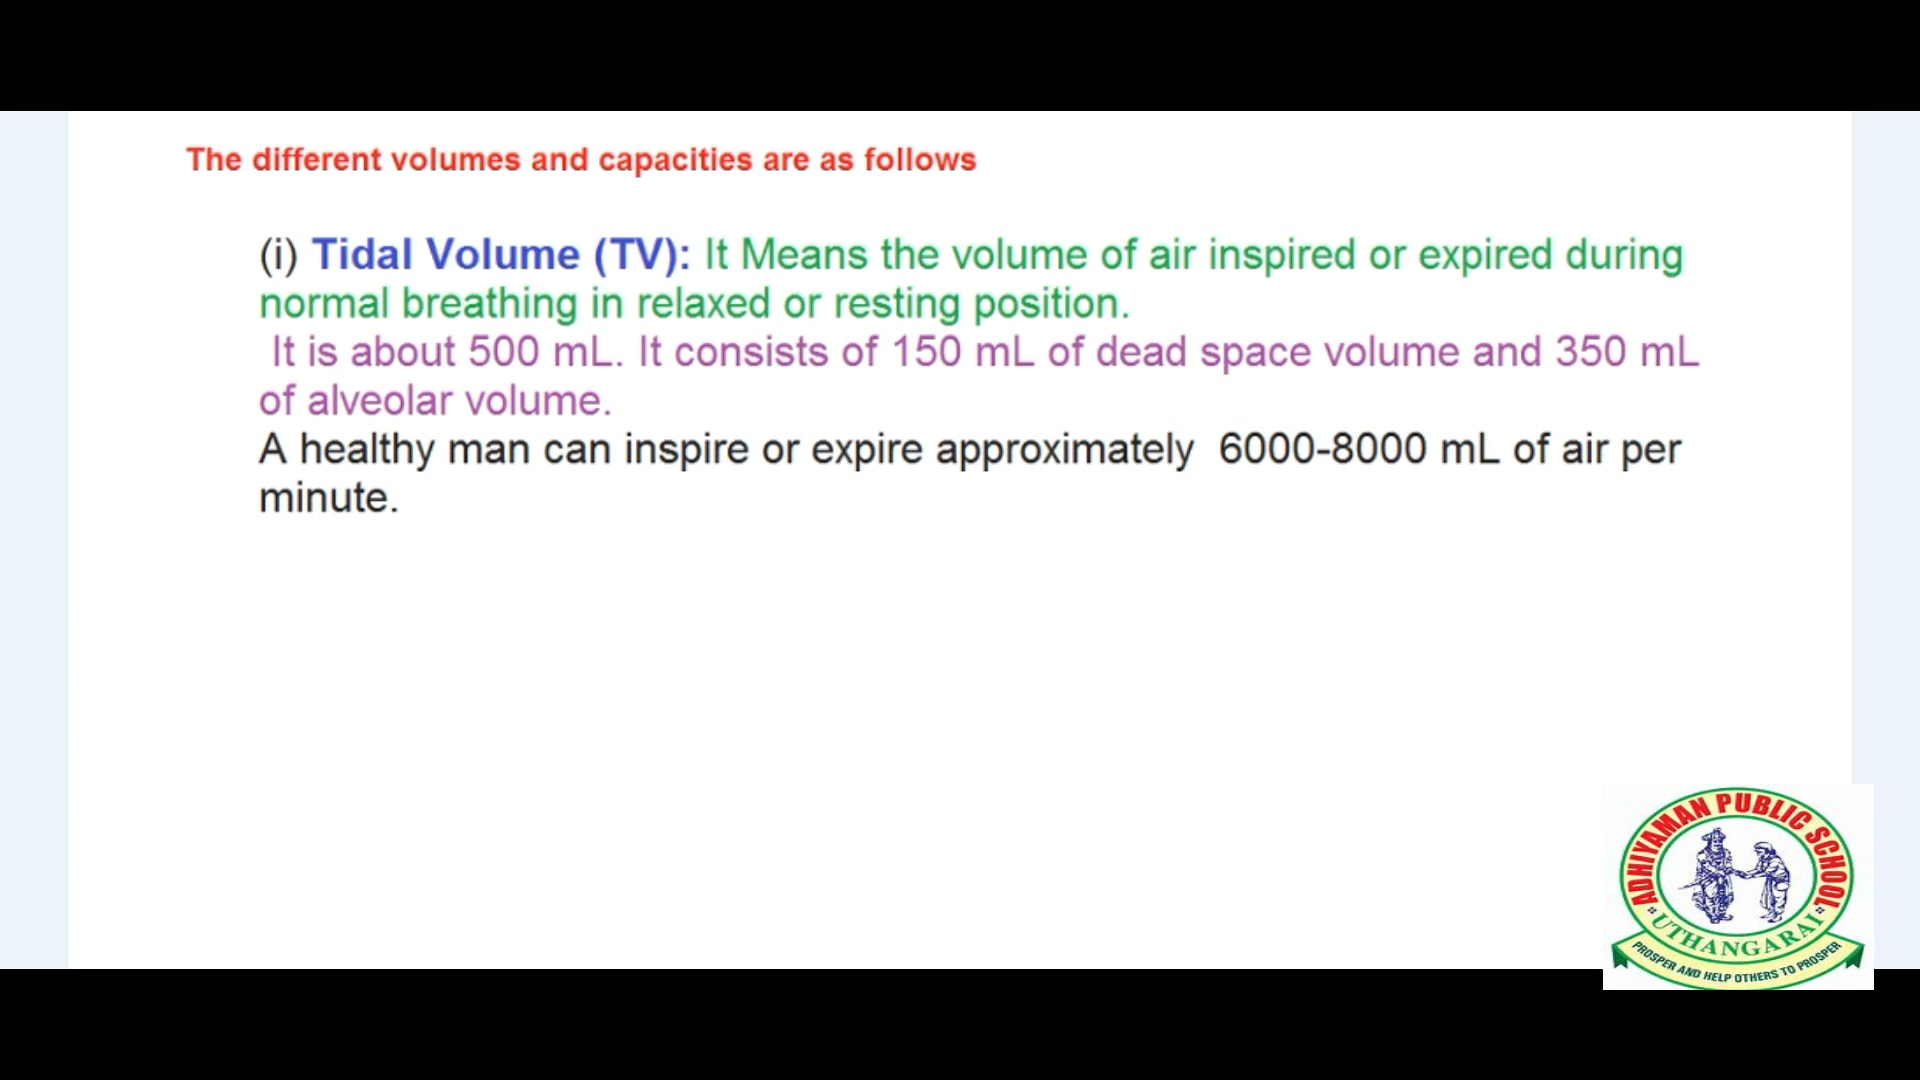 The different volumes and capacities are as follows
(i) Tidal Volume (TV): It Means the volume of air inspired or expired during
normal breathing in relaxed or resting position.
It is about 500 mL. It consists of 150 mL of dead space volume and 350 mL
of alveolar volume.
A healthy man can inspire or expire approximately 6000-8000 mL of air per
minute.
ADHIYAMAN PUBLIC SCHOOL
UTHANGARAI
PROSPER AND HELP OTHERS TO PROSPER